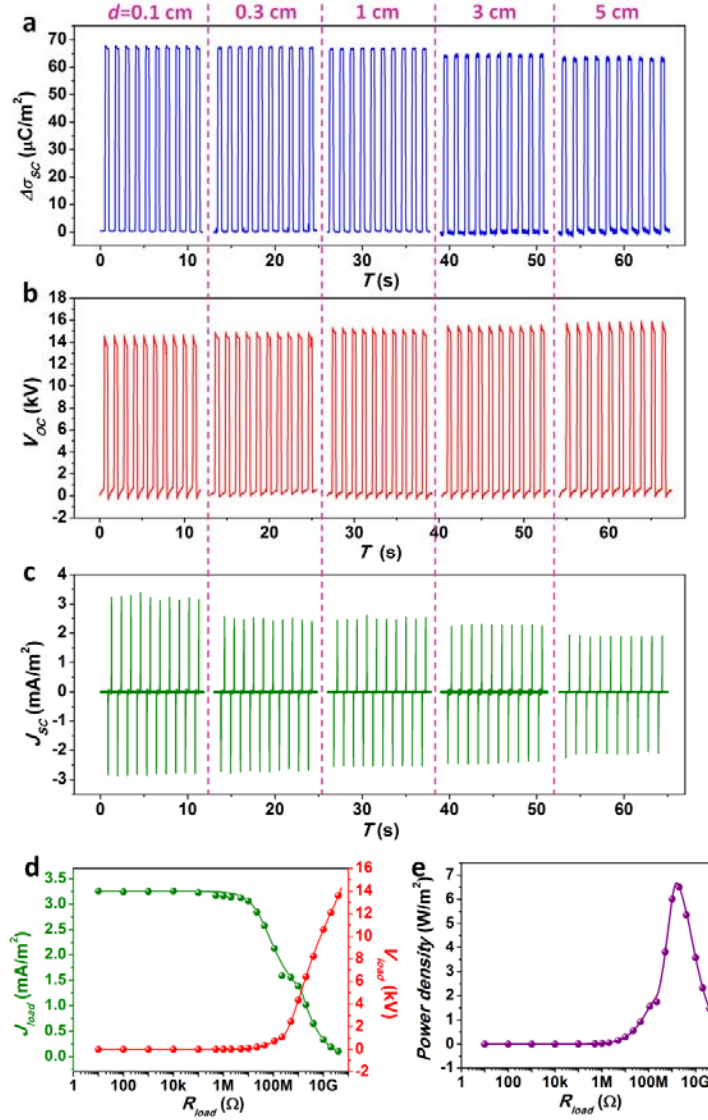 d=0.1 cm 0.3 cm 1 cm 3 cm 5 cm
a
70
60
50
40
30
20
10
0
Δσ_SC (μC/m²)
0 10 20 30 40 50 60
T (s)
b
18
16
14
12
10
8
6
4
2
0
-2
V_OC (kV)
0 10 20 30 40 50 60
T (s)
c
4
3
2
1
0
-1
-2
-3
J_SC (mA/m²)
0 10 20 30 40 50 60
T (s)
d
3.5
3.0
2.5
2.0
1.5
1.0
0.5
0.0
J_load (mA/m²)
16
14
12
10
8
6
4
2
0
-2
V_load (kV)
1 100 10k 1M 100M 10G
R_load (Ω)
e
7
6
5
4
3
2
1
0
-1
Power density (W/m²)
1 100 10k 1M 100M 10G
R_load (Ω)